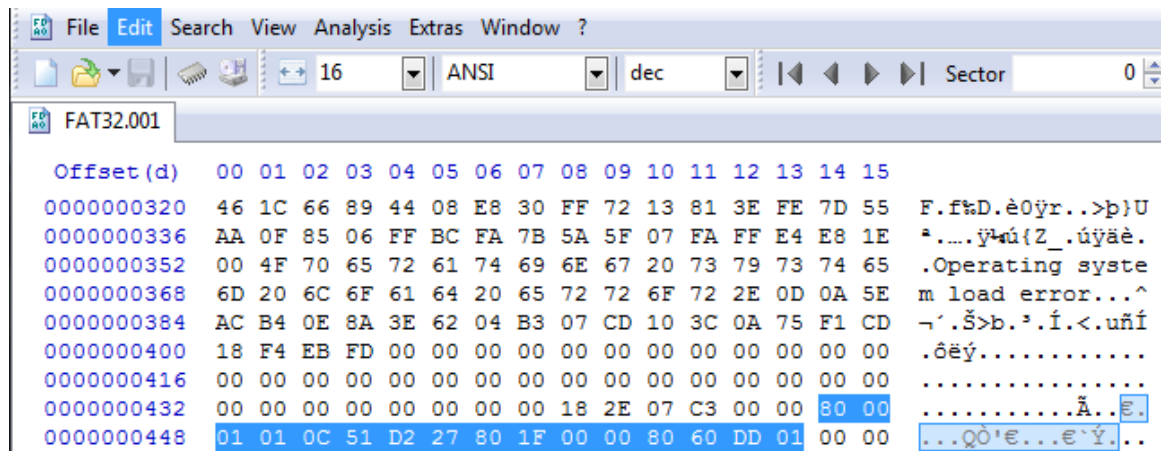 File Edit Search View Analysis Extras Window ?
16 ANSI dec Sector 0
FAT32.001
Offset(d) 00 01 02 03 04 05 06 07 08 09 10 11 12 13 14 15
0000000320 46 1C 66 89 44 08 E8 30 FF 72 13 81 3E FE 7D 55 F.f‰D.è0ÿr..>þ}U
0000000336 AA 0F 85 06 FF BC FA 7B 5A 5F 07 FA FF E4 E8 1E ª.….ÿ¼ú{Z_.úÿäè.
0000000352 00 4F 70 65 72 61 74 69 6E 67 20 73 79 73 74 65 .Operating syste
0000000368 6D 20 6C 6F 61 64 20 65 72 72 6F 72 2E 0D 0A 5E m load error...^
0000000384 AC B4 0E 8A 3E 62 04 B3 07 CD 10 3C 0A 75 F1 CD ¬´.Š>b.³.Í.<.uñÍ
0000000400 18 F4 EB FD 00 00 00 00 00 00 00 00 00 00 00 00 .ôëý............
0000000416 00 00 00 00 00 00 00 00 00 00 00 00 00 00 00 00 ................
0000000432 00 00 00 00 00 00 00 00 18 2E 07 C3 00 00 80 00 ...........Ã..€.
0000000448 01 01 0C 51 D2 27 80 1F 00 00 80 60 DD 01 00 00 ...QÒ'€...€`Ý...